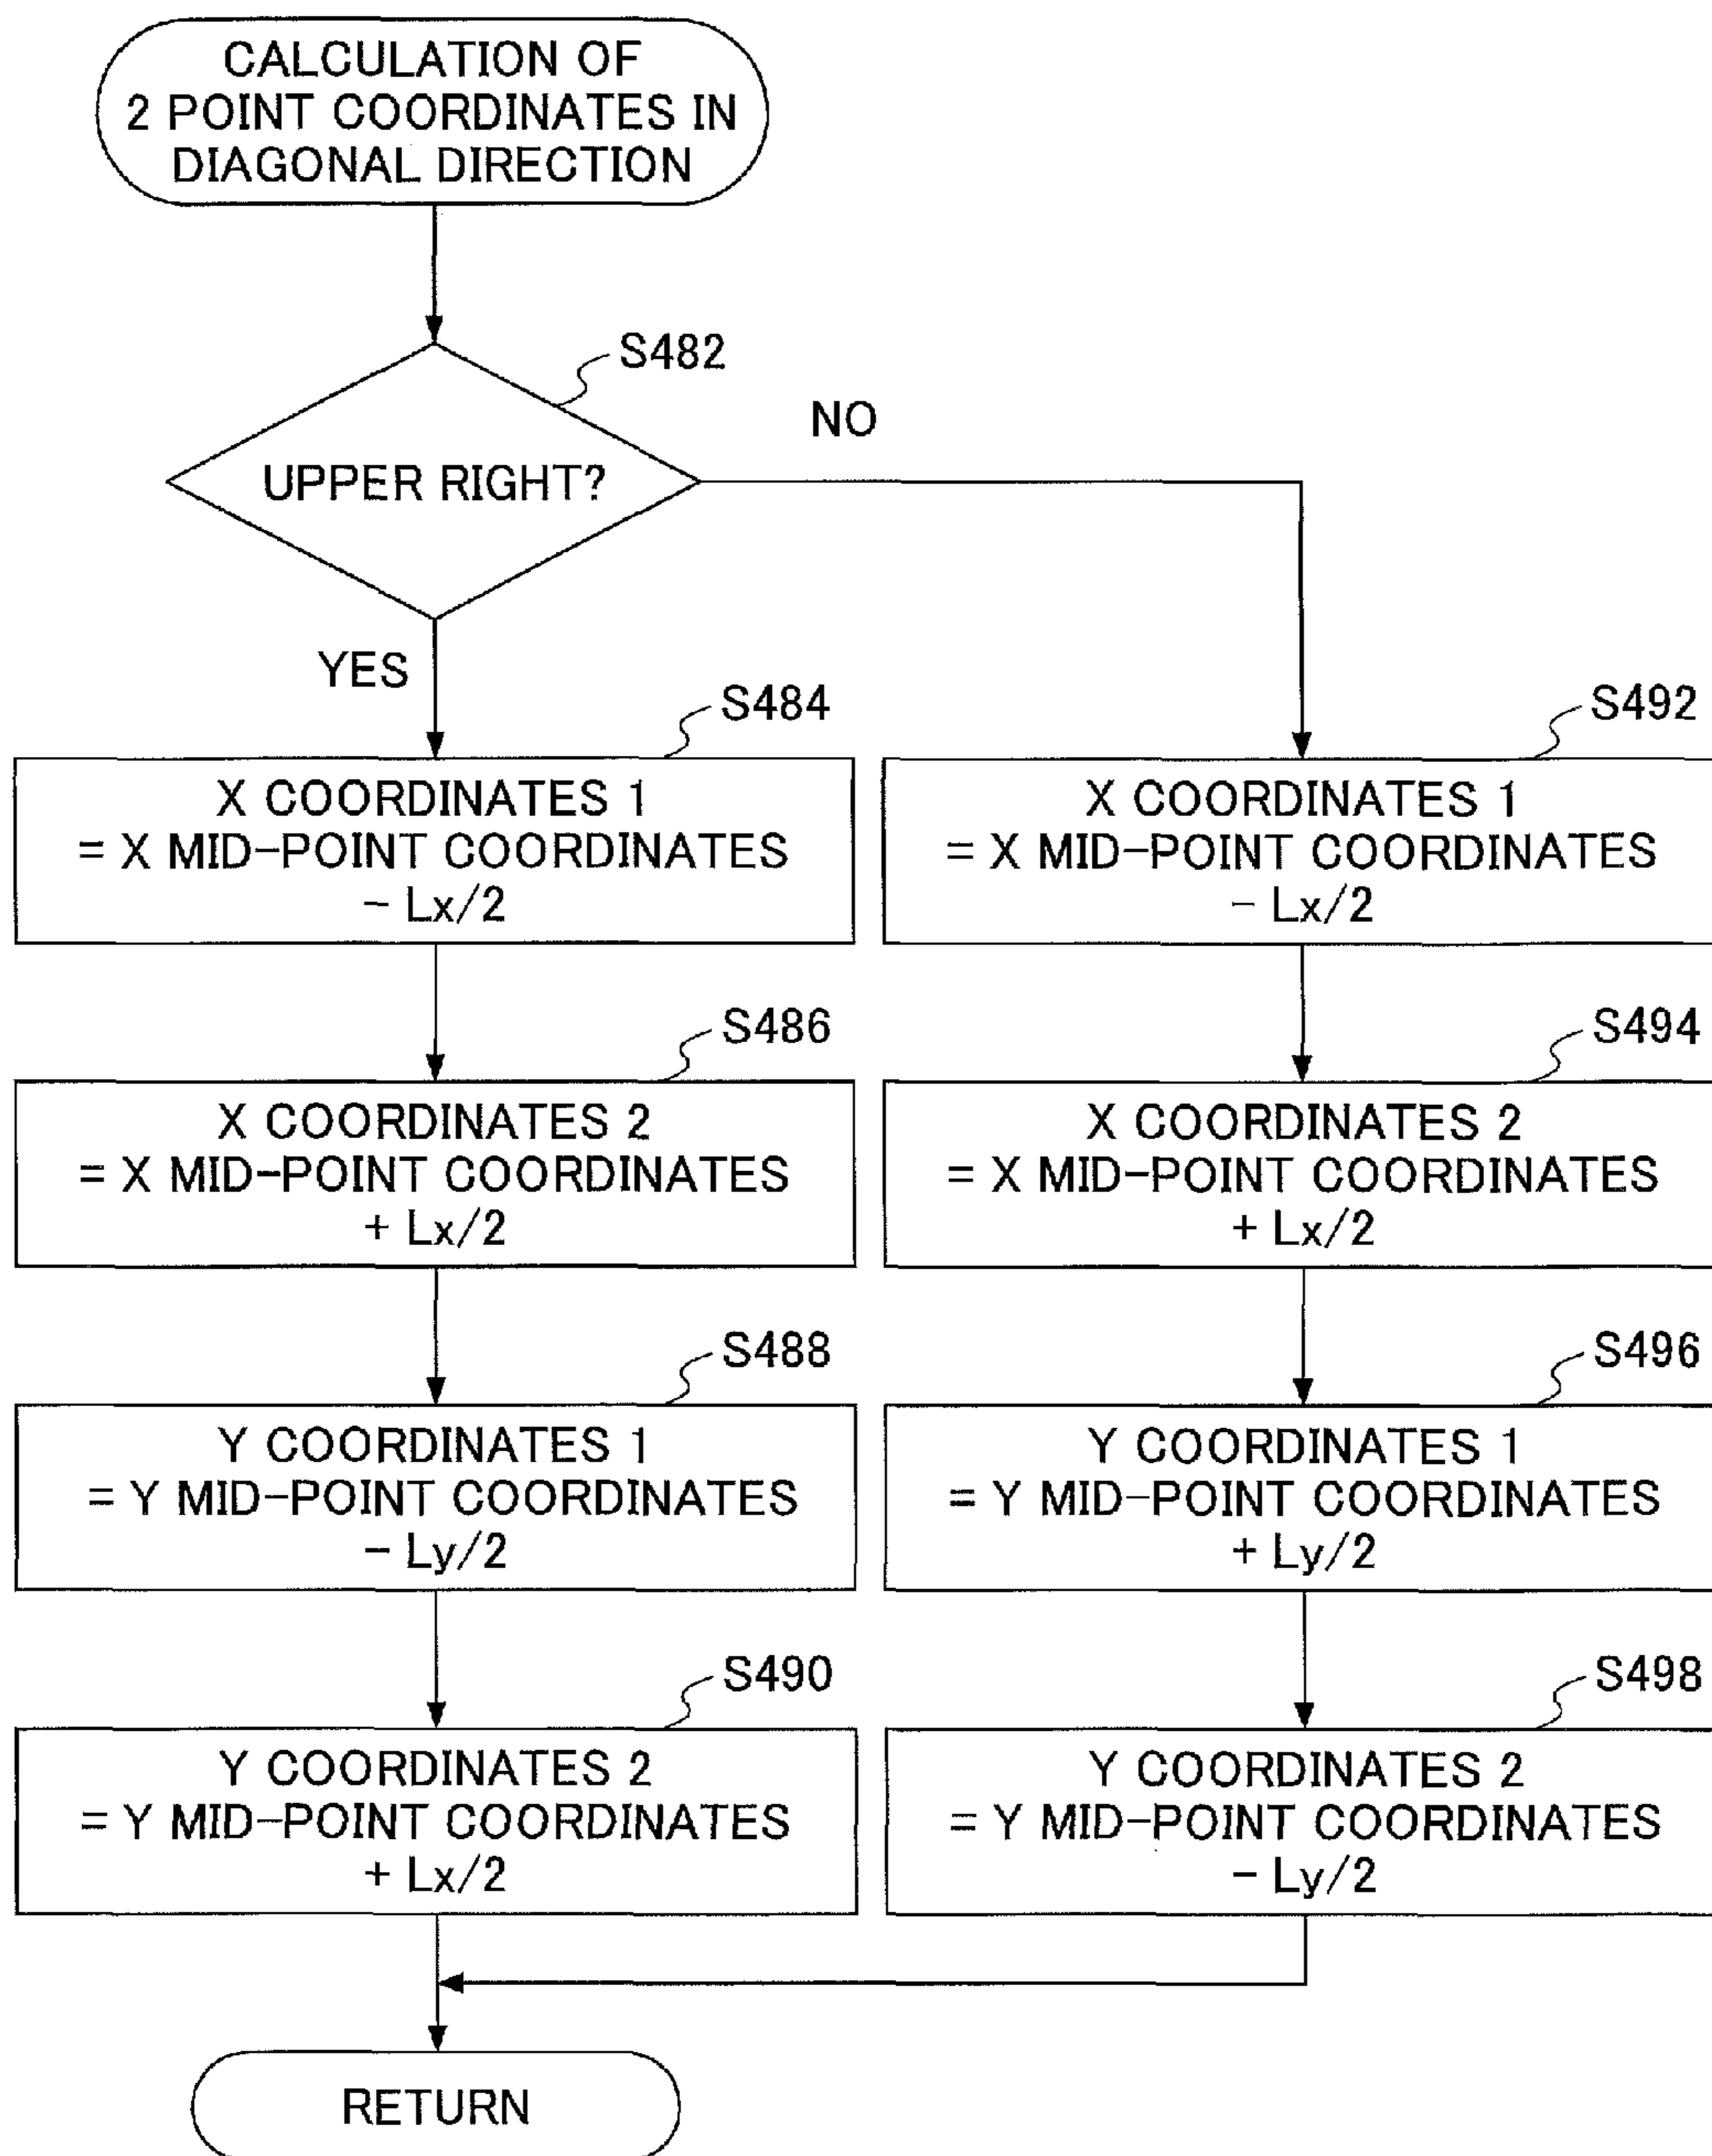 CALCULATION OF
2 POINT COORDINATES IN
DIAGONAL DIRECTION
S482
UPPER RIGHT?
NO
YES
S484
X COORDINATES 1
= X MID-POINT COORDINATES
- Lx/2
S486
X COORDINATES 2
= X MID-POINT COORDINATES
+ Lx/2
S488
Y COORDINATES 1
= Y MID-POINT COORDINATES
- Ly/2
S490
Y COORDINATES 2
= Y MID-POINT COORDINATES
+ Lx/2
S492
X COORDINATES 1
= X MID-POINT COORDINATES
- Lx/2
S494
X COORDINATES 2
= X MID-POINT COORDINATES
+ Lx/2
S496
Y COORDINATES 1
= Y MID-POINT COORDINATES
+ Ly/2
S498
Y COORDINATES 2
= Y MID-POINT COORDINATES
- Ly/2
RETURN